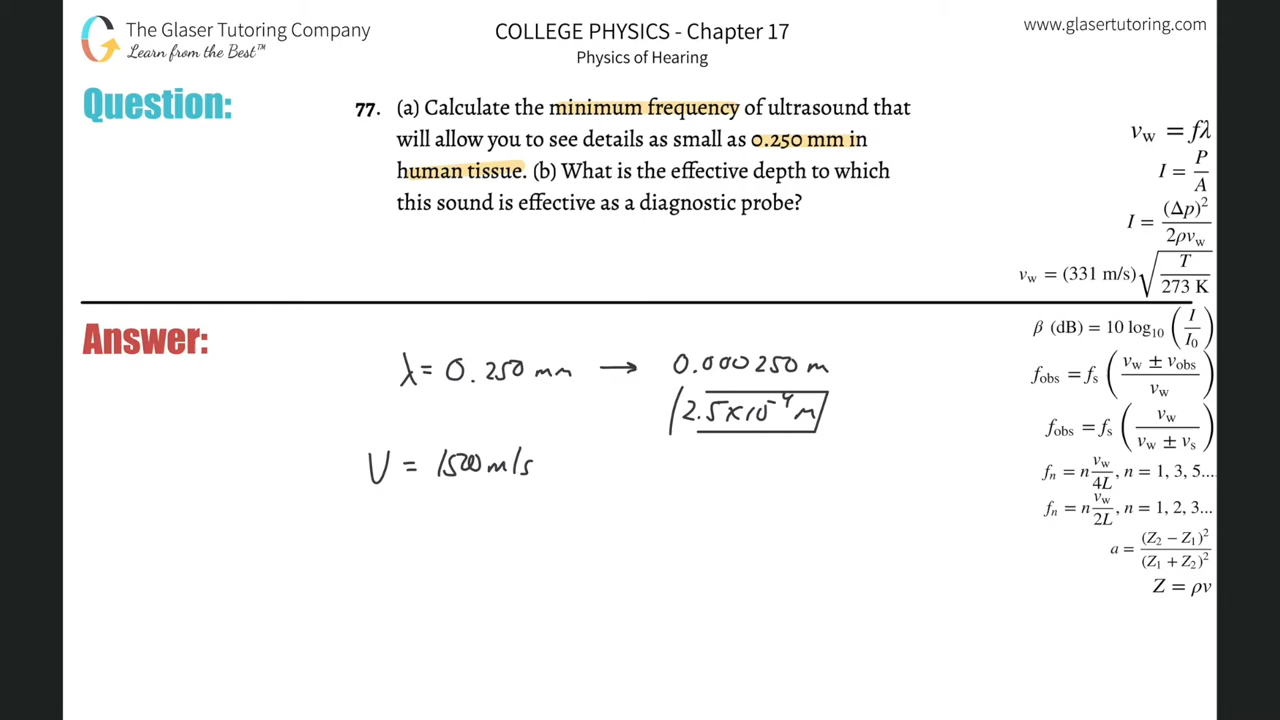 The Glaser Tutoring Company
Learn from the Best™
COLLEGE PHYSICS - Chapter 17
Physics of Hearing
www.glasertutoring.com
Question:
77. (a) Calculate the minimum frequency of ultrasound that
will allow you to see details as small as 0.250 mm in
human tissue. (b) What is the effective depth to which
this sound is effective as a diagnostic probe?
v_w = fλ
I = P/A
I = (Δp)²/2ρv_w
v_w = (331 m/s)√(T/273 K)
Answer:
λ = 0.250 mm → 0.000250 m
2.5×10⁻⁴ m
V = 1500 m/s
β (dB) = 10 log₁₀ (I/I₀)
f_obs = f_s ((v_w ± v_obs)/v_w)
f_obs = f_s (v_w/(v_w ± v_s))
f_n = n v_w/4L, n = 1, 3, 5...
f_n = n v_w/2L, n = 1, 2, 3...
a = (Z₂ − Z₁)²/(Z₁ + Z₂)²
Z = ρv